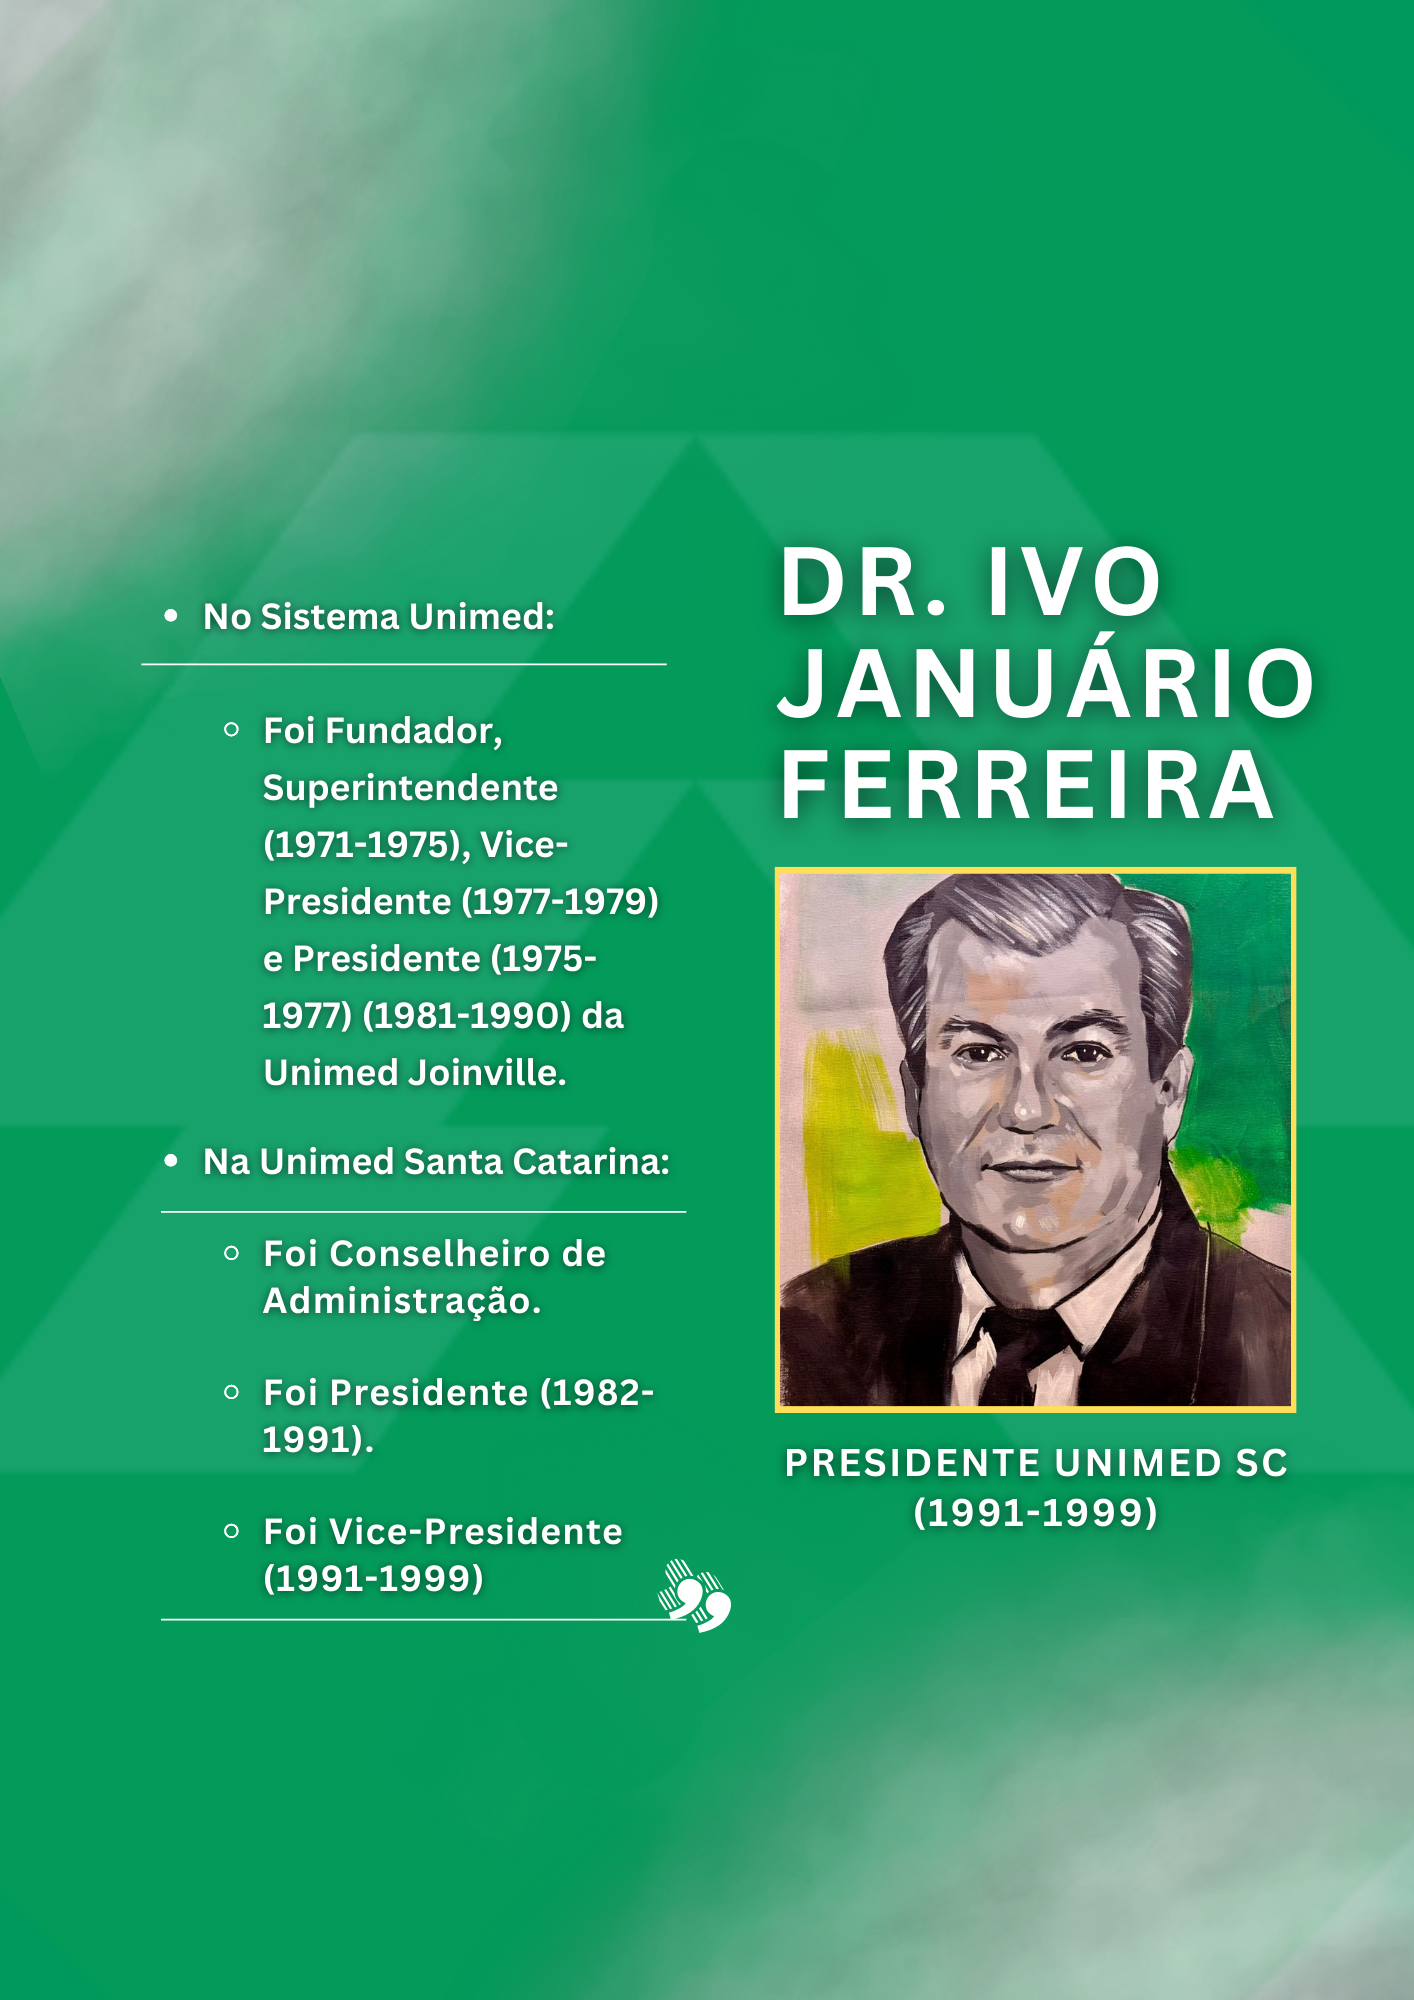 DR. IVO
JANUÁRIO
FERREIRA
No Sistema Unimed:
Foi Fundador,
Superintendente
(1971-1975), Vice-
Presidente (1977-1979)
e Presidente (1975-
1977) (1981-1990) da
Unimed Joinville.
Na Unimed Santa Catarina:
Foi Conselheiro de
Administração.
Foi Presidente (1982-
1991).
Foi Vice-Presidente
(1991-1999)
PRESIDENTE UNIMED SC
(1991-1999)